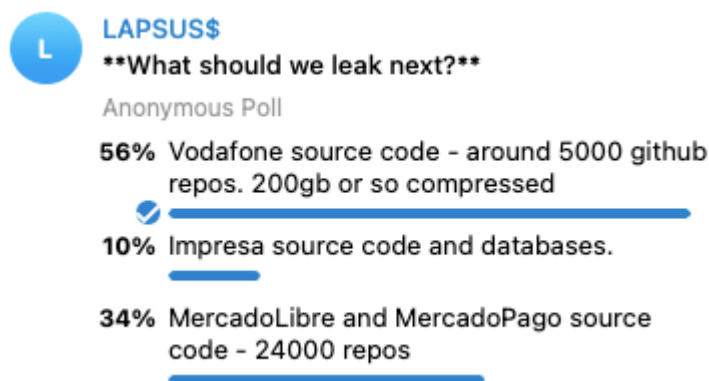 L
LAPSUS$
**What should we leak next?**
Anonymous Poll
56% Vodafone source code - around 5000 github
repos. 200gb or so compressed
10% Impresa source code and databases.
34% MercadoLibre and MercadoPago source
code - 24000 repos